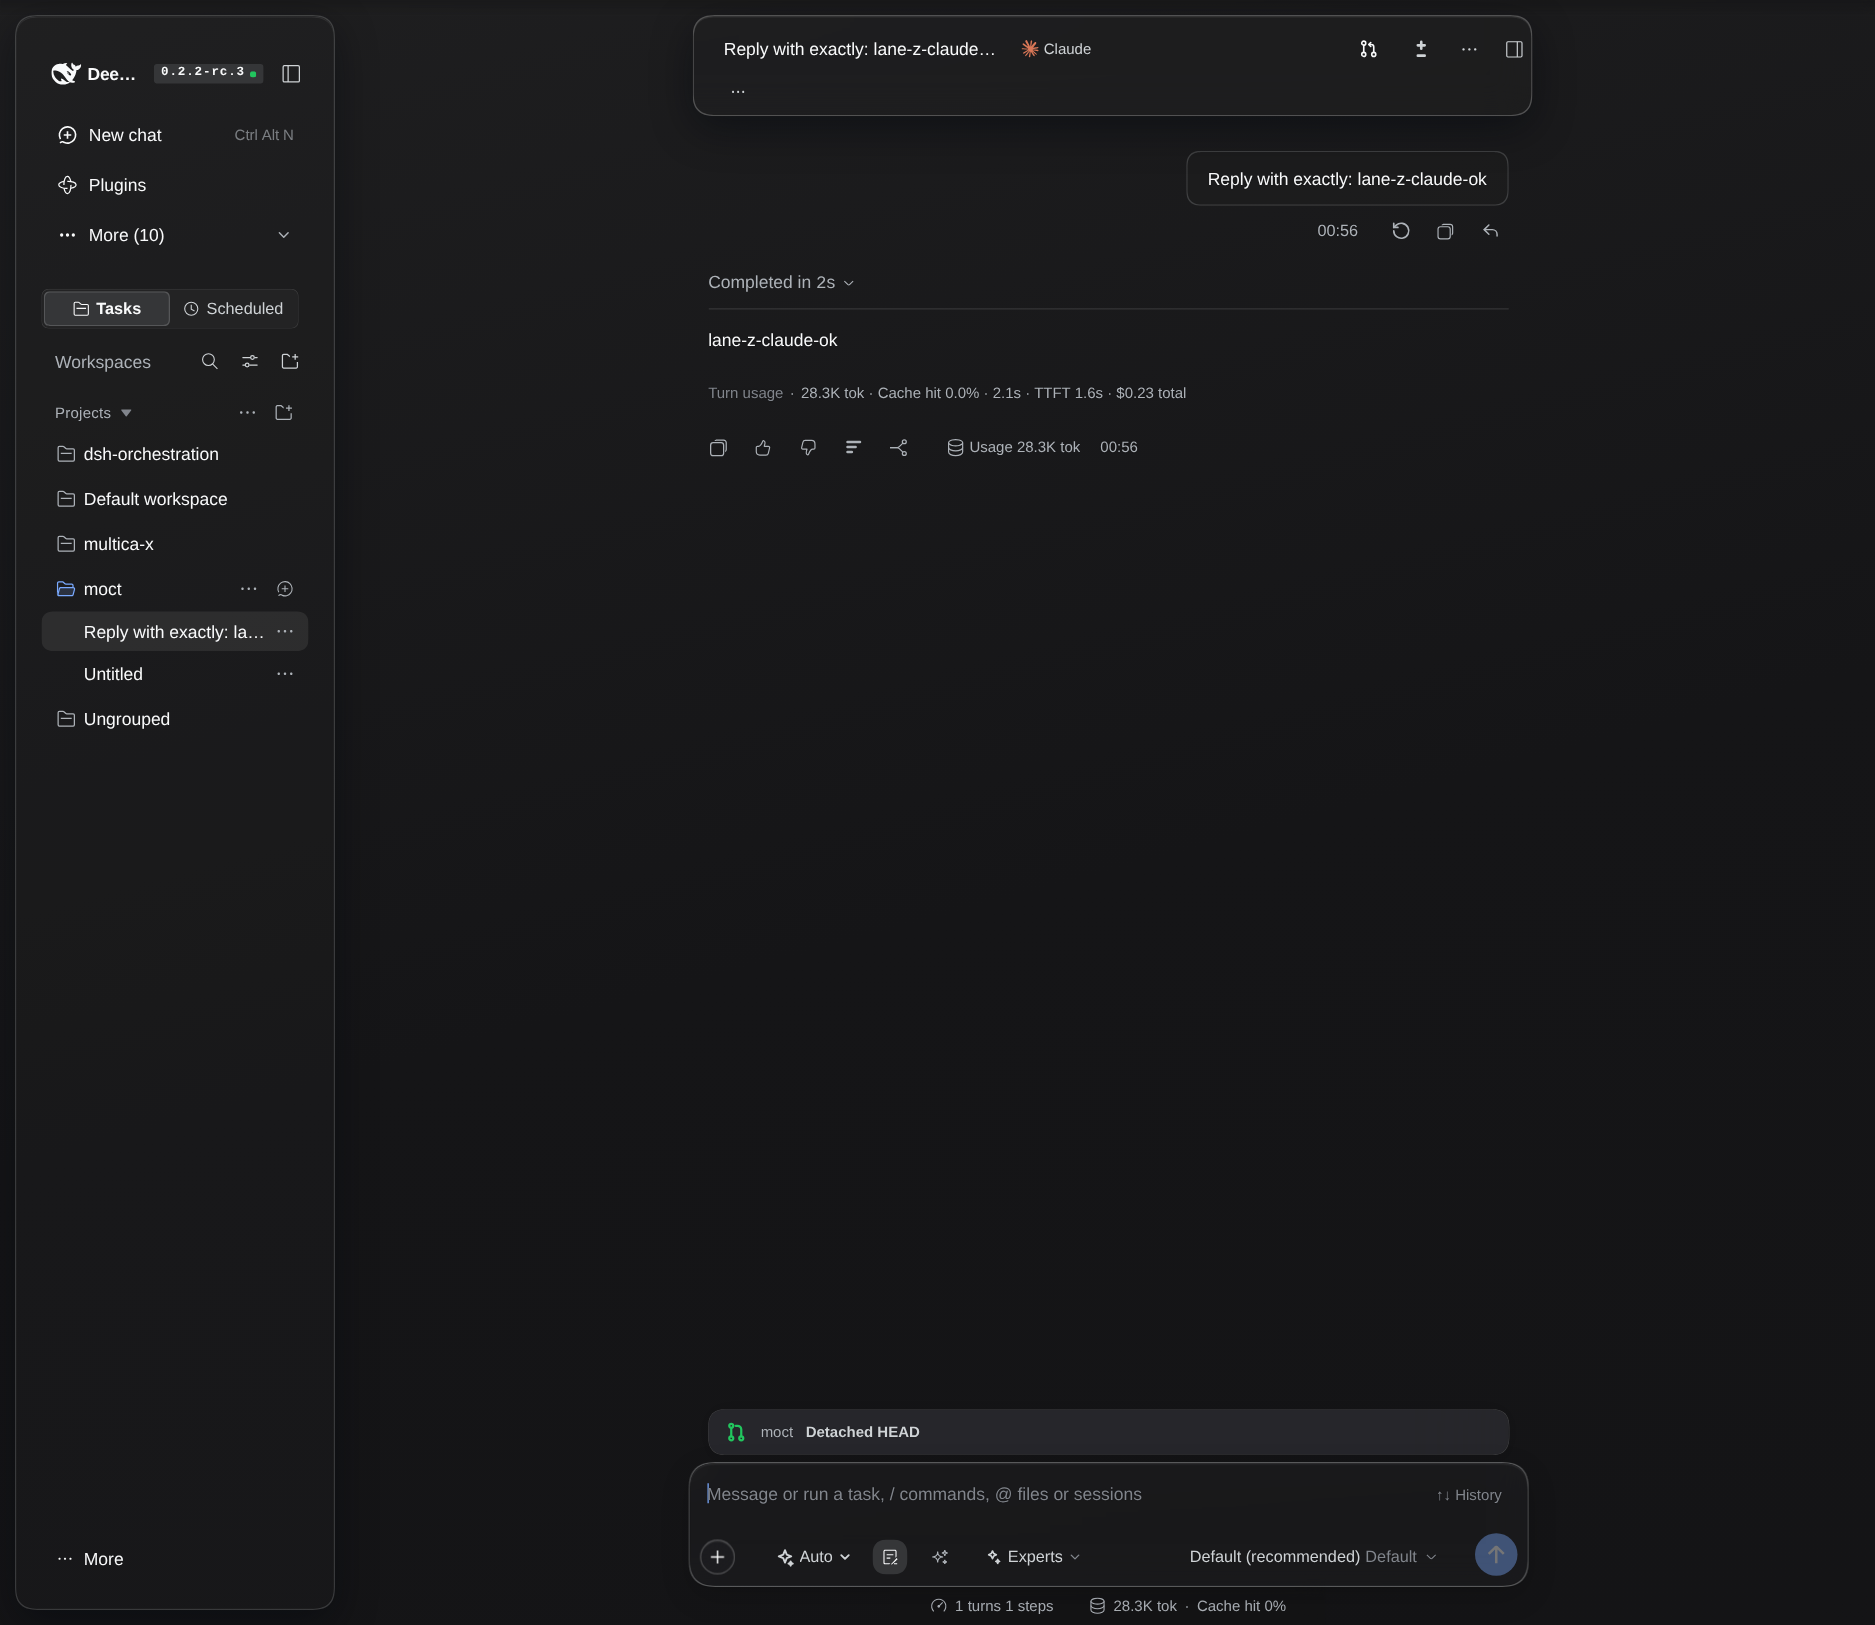 Dee…
0.2.2-rc.3
New chat Ctrl Alt N
Plugins
More (10)
Tasks Scheduled
Workspaces
Projects
dsh-orchestration
Default workspace
multica-x
moct
Reply with exactly: la…
Untitled
Ungrouped
More
Reply with exactly: lane-z-claude… Claude
...
Reply with exactly: lane-z-claude-ok
00:56
Completed in 2s
lane-z-claude-ok
Turn usage · 28.3K tok · Cache hit 0.0% · 2.1s · TTFT 1.6s · $0.23 total
Usage 28.3K tok 00:56
moct Detached HEAD
Message or run a task, / commands, @ files or sessions ↑↓ History
Auto Experts Default (recommended) Default
1 turns 1 steps 28.3K tok · Cache hit 0%